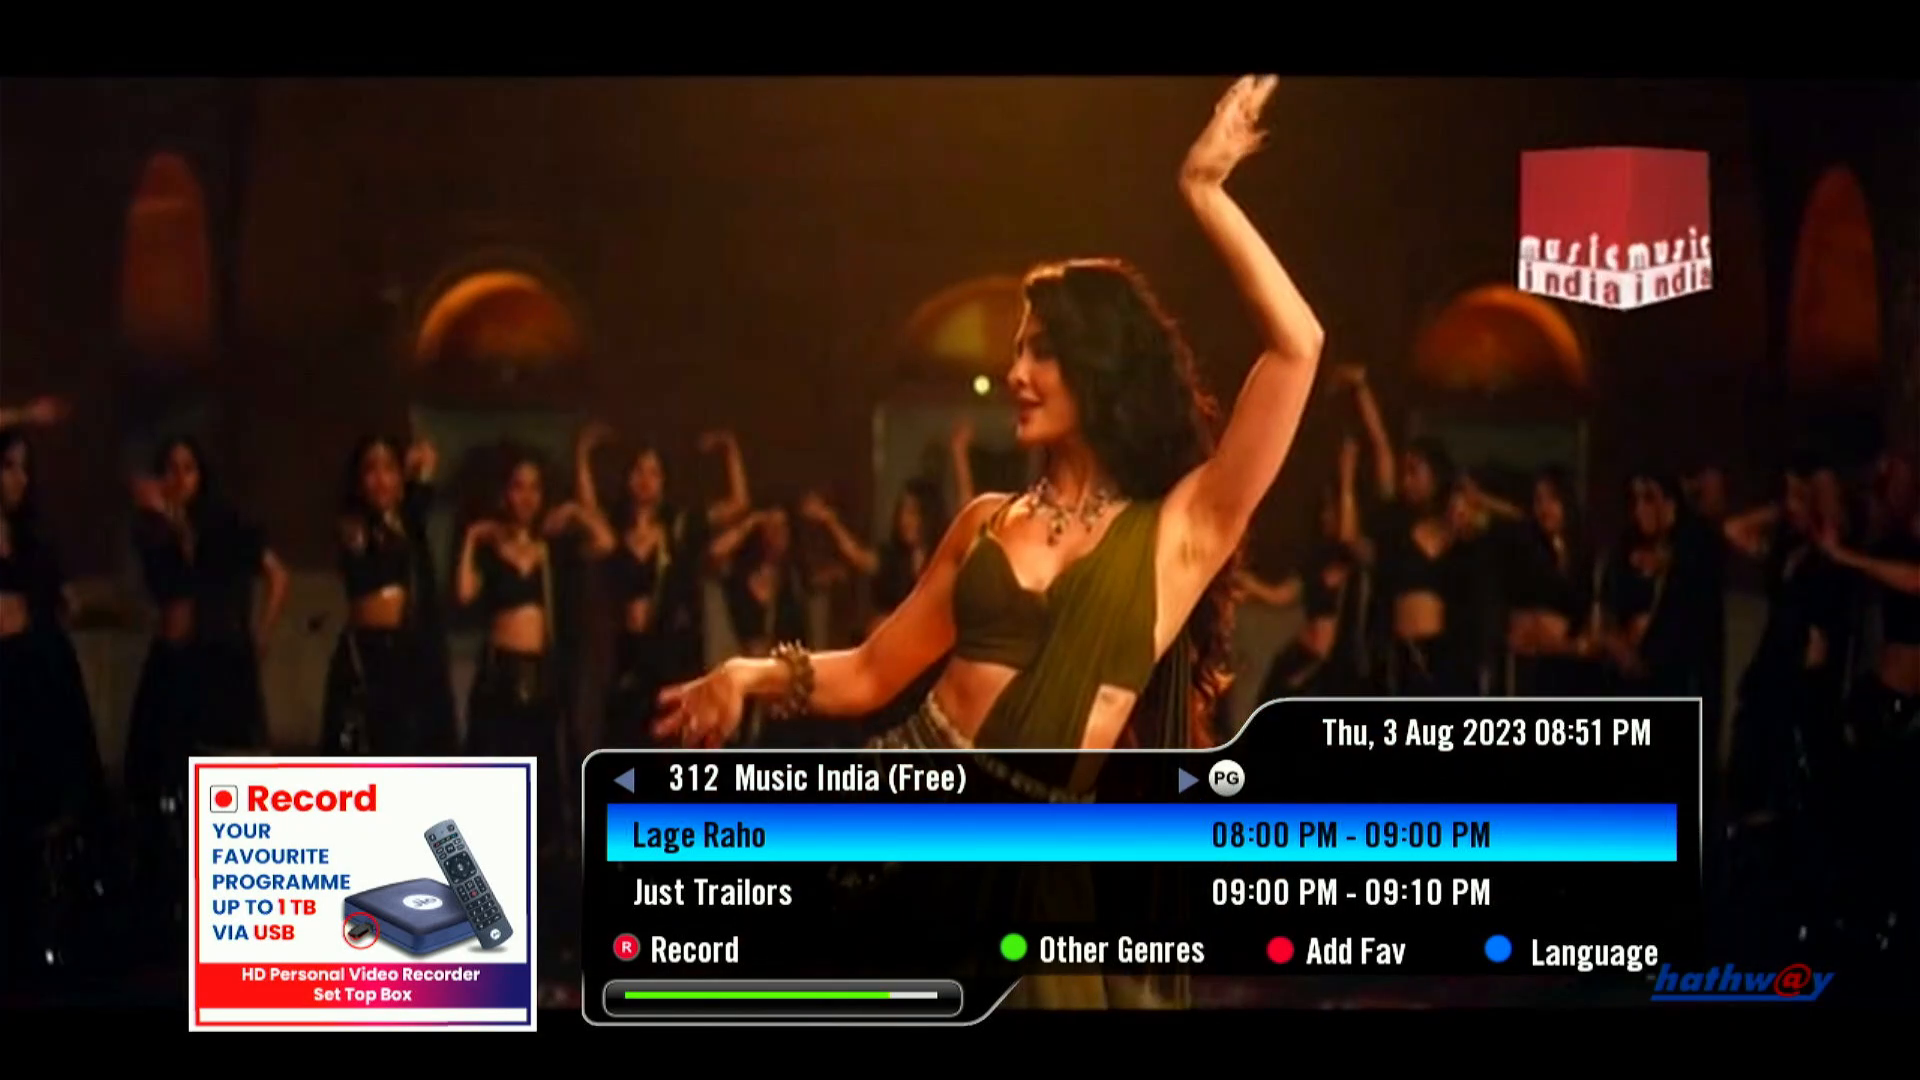 music music
india india
Thu, 3 Aug 2023 08:51 PM
312 Music India (Free)
PG
Lage Raho 08:00 PM - 09:00 PM
Just Trailors 09:00 PM - 09:10 PM
R Record Other Genres Add Fav Language
hathw@y
Record
YOUR
FAVOURITE
PROGRAMME
UP TO 1 TB
VIA USB
Jio
HD Personal Video Recorder
Set Top Box